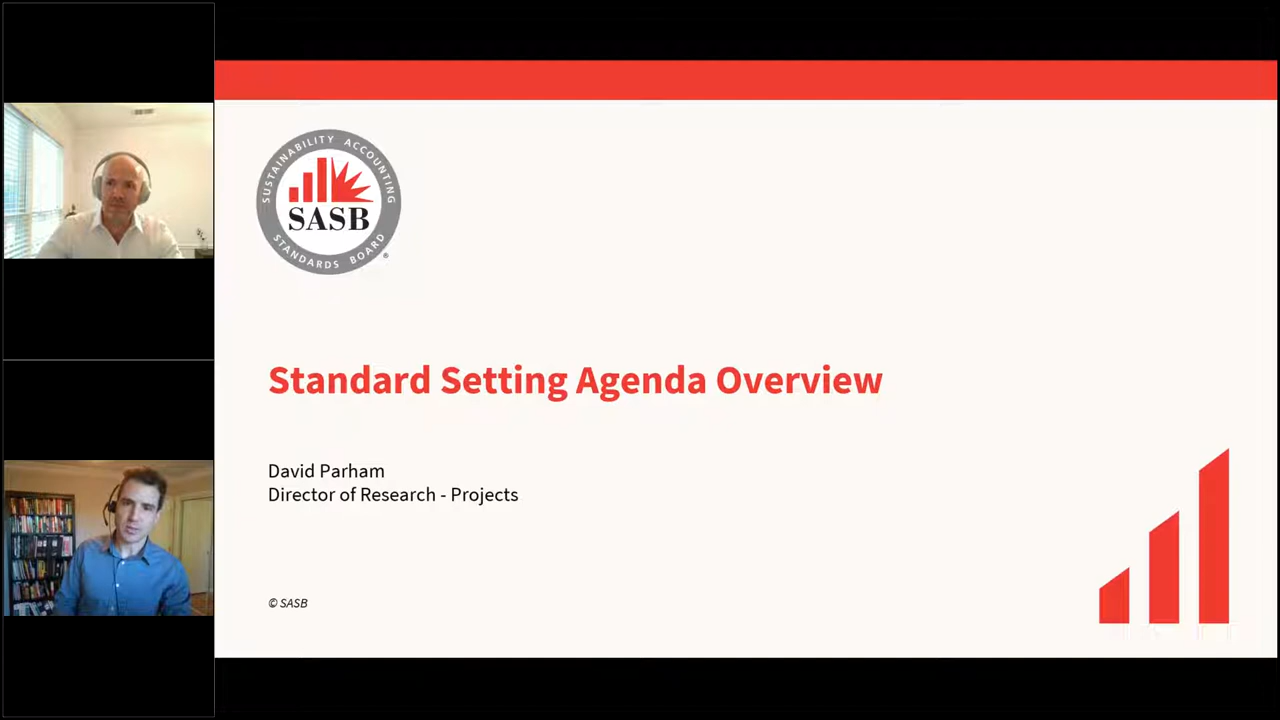 SUSTAINABILITY ACCOUNTING
SASB
STANDARDS BOARD
®
Standard Setting Agenda Overview
David Parham
Director of Research - Projects
© SASB